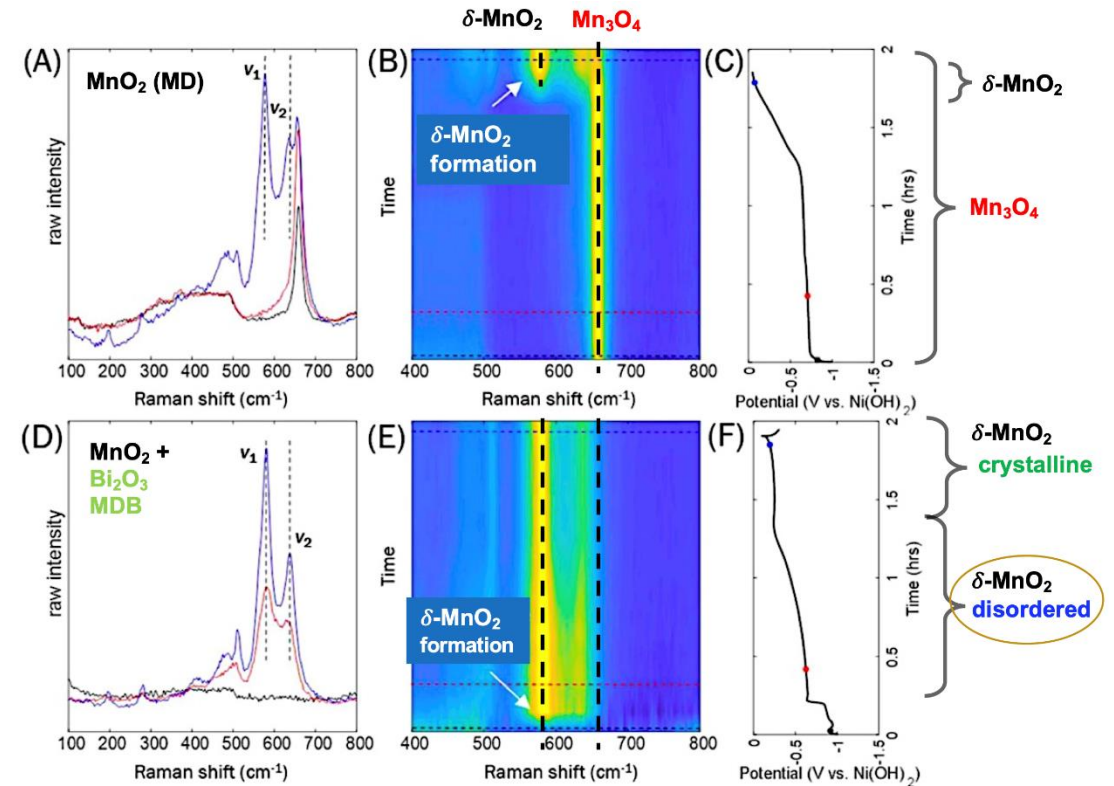 δ-MnO₂ Mn₃O₄
(A)
MnO₂ (MD)
v₁
v₂
raw intensity
100 200 300 400 500 600 700 800
Raman shift (cm⁻¹)
(B)
δ-MnO₂
formation
Time
400 500 600 700 800
Raman shift (cm⁻¹)
(C)
2
1.5
1
0.5
0
Time (hrs)
0 -0.5 -1 -1.5
Potential (V vs. Ni(OH)₂)
δ-MnO₂
Mn₃O₄
(D)
MnO₂ +
Bi₂O₃
MDB
v₁
v₂
raw intensity
100 200 300 400 500 600 700 800
Raman shift (cm⁻¹)
(E)
δ-MnO₂
formation
Time
400 500 600 700 800
Raman shift (cm⁻¹)
(F)
2
1.5
1
0.5
0
Time (hrs)
0 -0.5 -1 -1.5
Potential (V vs. Ni(OH)₂)
δ-MnO₂
crystalline
δ-MnO₂
disordered